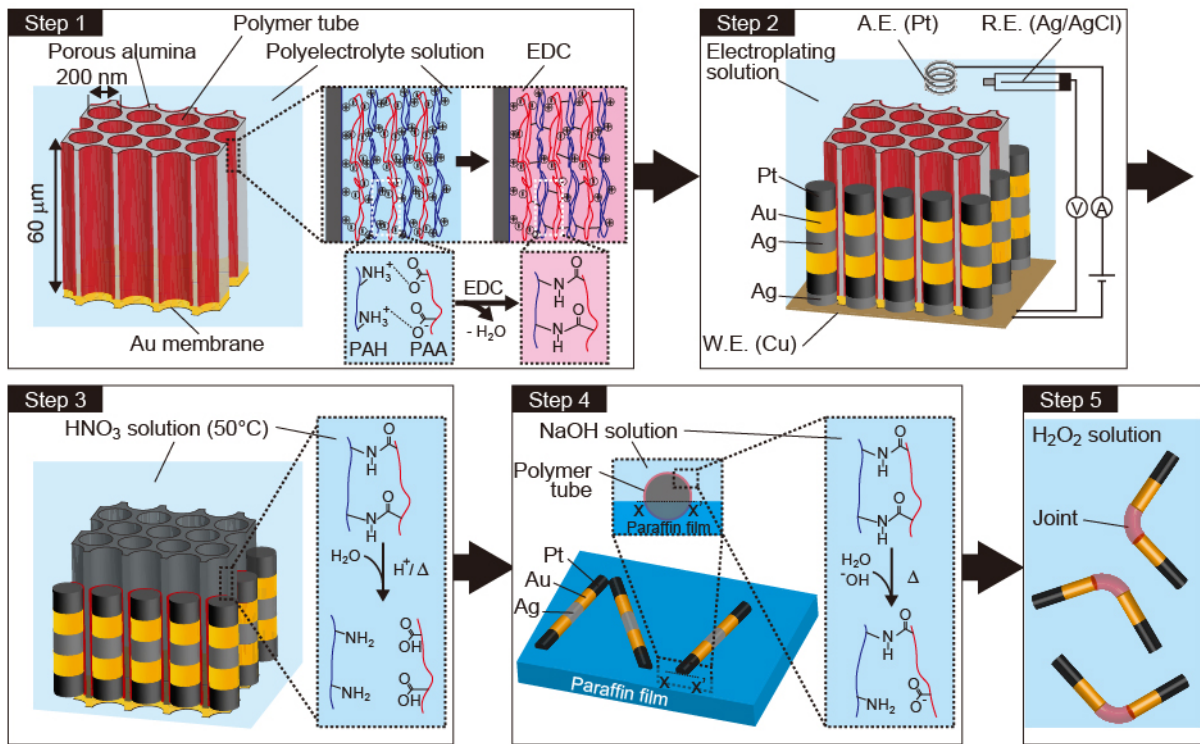 Step 1
Polymer tube
Porous alumina
200 nm
Polyelectrolyte solution
EDC
60 μm
Au membrane
NH₃⁺
O
O⁻
NH₃⁺
O
O⁻
PAH
PAA
EDC
- H₂O
O
N
H
O
N
H
Step 2
A.E. (Pt)
R.E. (Ag/AgCl)
Electroplating
solution
Pt
Au
Ag
Ag
V
A
W.E. (Cu)
Step 3
HNO₃ solution (50°C)
O
N
H
O
N
H
H₂O
H⁺/ Δ
NH₂
O
OH
NH₂
O
OH
Step 4
NaOH solution
Polymer
tube
X
X'
Paraffin film
Pt
Au
Ag
X
X'
Paraffin film
O
N
H
O
N
H
H₂O
⁻OH
Δ
O
N
H
NH₂
O
O⁻
Step 5
H₂O₂ solution
Joint